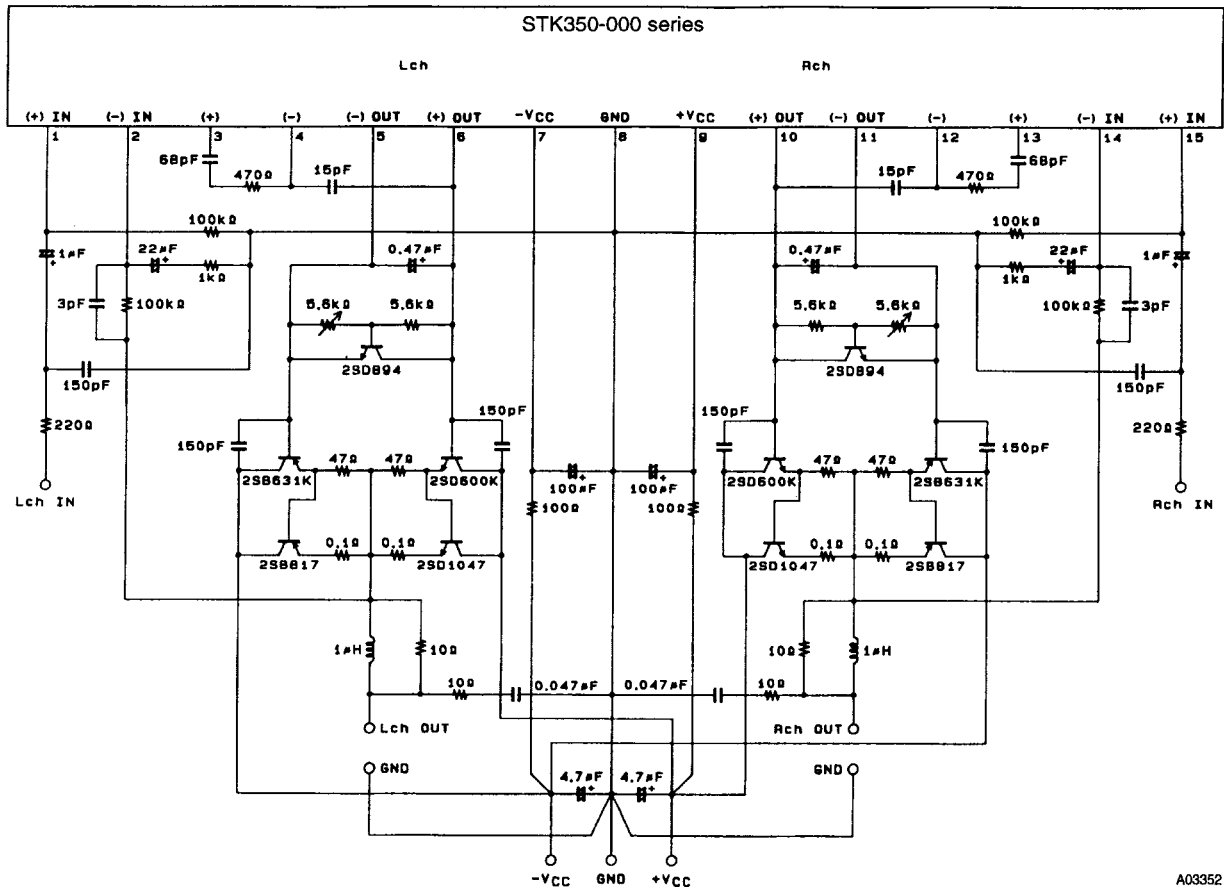 STK350-000 series
Lch Rch
(+) IN (-) IN (+) (-) (-) OUT (+) OUT -VCC GND +VCC (+) OUT (-) OUT (-) (+) (-) IN (+) IN
1 2 3 4 5 6 7 8 9 10 11 12 13 14 15
68pF 15pF 15pF 68pF
470Ω 470Ω
100kΩ 100kΩ
1μF 22μF 0.47μF 0.47μF 22μF 1μF
1kΩ 1kΩ
3pF 100kΩ 5.6kΩ 5.6kΩ 5.6kΩ 5.6kΩ 100kΩ 3pF
2SD894 2SD894
150pF 150pF
150pF 150pF
220Ω 150pF 150pF 220Ω
47Ω 47Ω 47Ω 47Ω
2SB631K 2SD600K 2SD600K 2SB631K
100μF 100μF
Lch IN 100Ω 100Ω Rch IN
0.1Ω 0.1Ω 0.1Ω 0.1Ω
2SB817 2SD1047 2SD1047 2SB817
1μH 10Ω 10Ω 1μH
10Ω 0.047μF 0.047μF 10Ω
Lch OUT Rch OUT
GND 4.7μF 4.7μF GND
-VCC GND +VCC
A03352